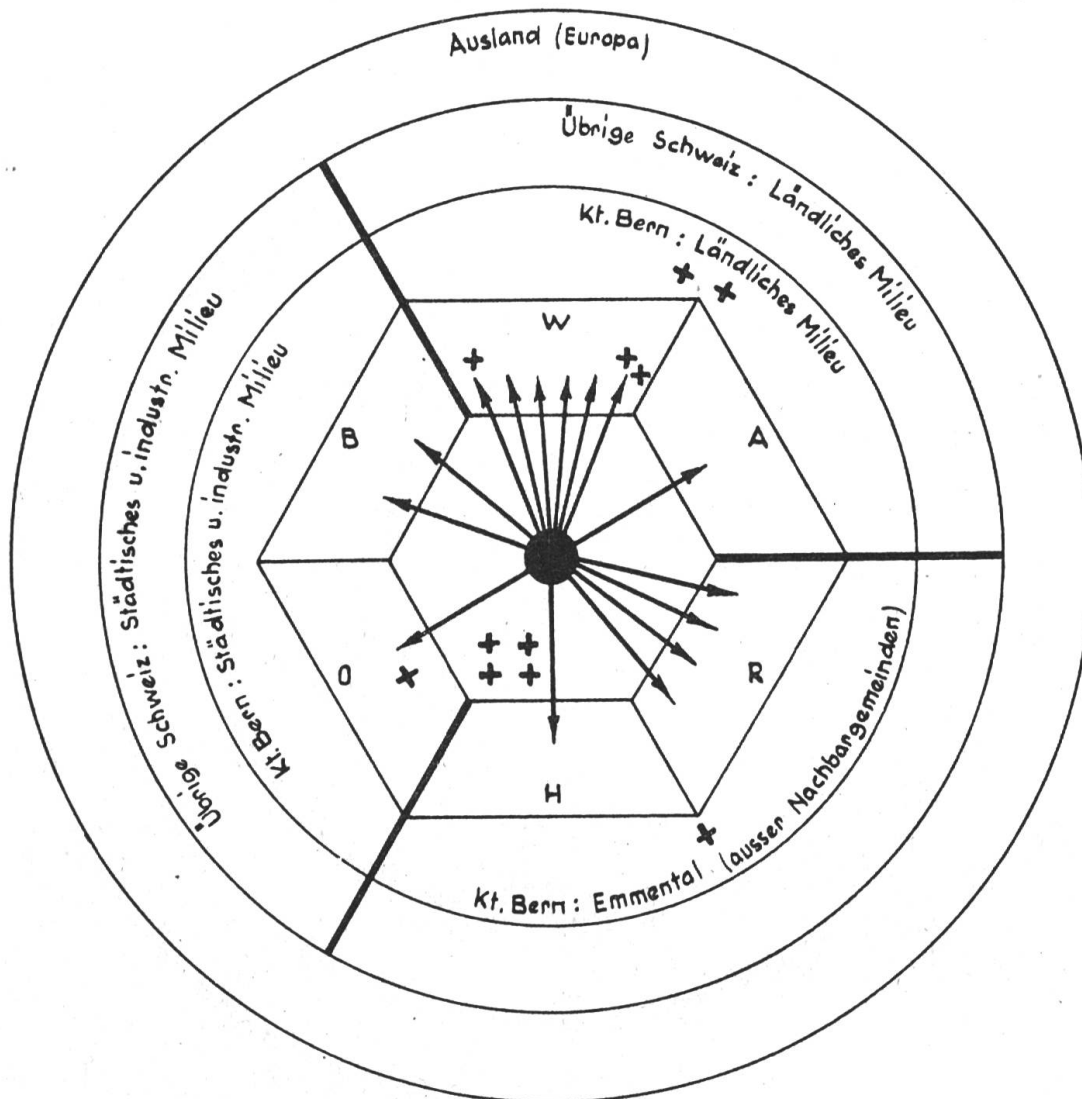 Ausland (Europa)
Übrige Schweiz : Ländliches Milieu
Kt. Bern : Ländliches Milieu
Übrige Schweiz : Städtisches u. industr. Milieu
Kt. Bern : Städtisches u. industr. Milieu
W
B
A
O
R
H
Kt. Bern : Emmental (ausser Nachbargemeinden)